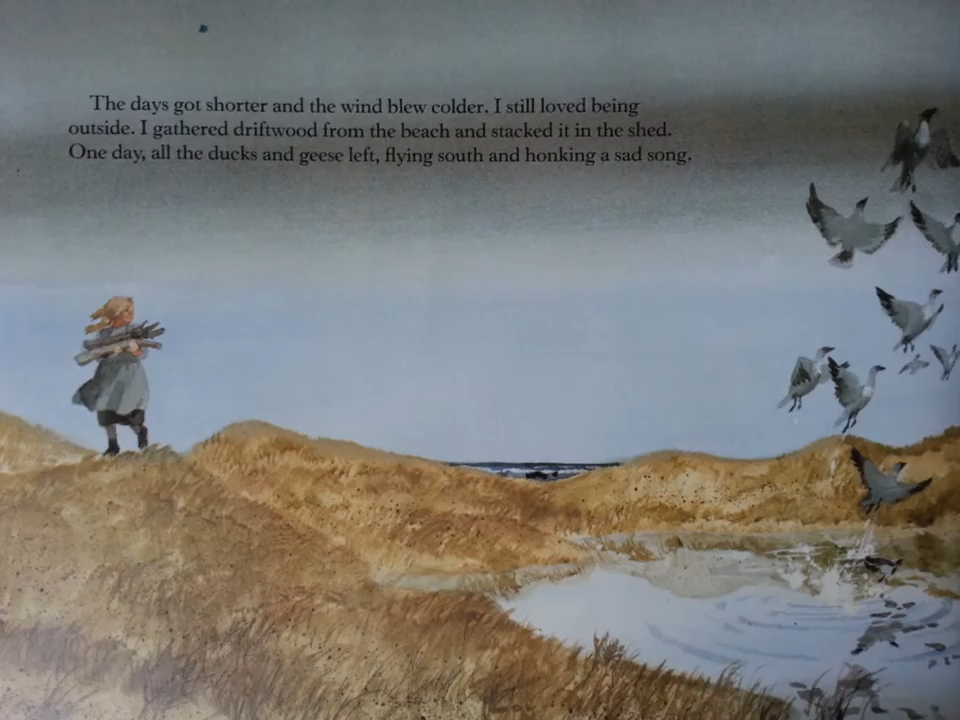 The days got shorter and the wind blew colder. I still loved being
outside. I gathered driftwood from the beach and stacked it in the shed.
One day, all the ducks and geese left, flying south and honking a sad song.